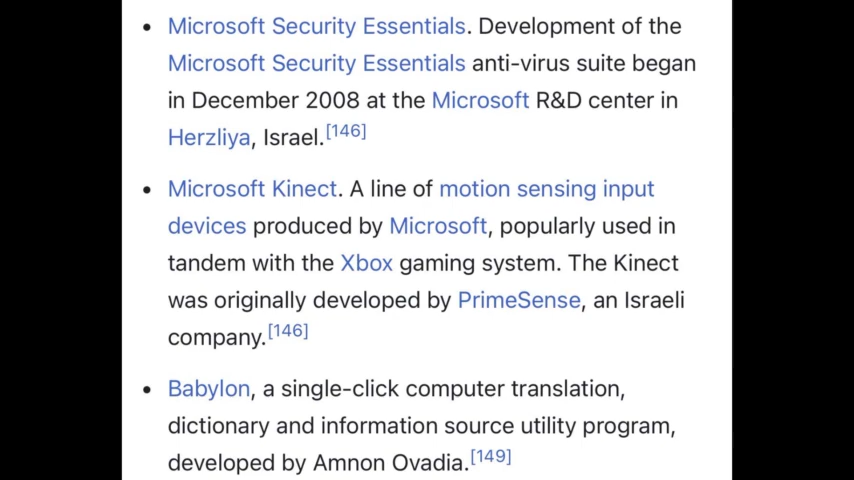 • Microsoft Security Essentials. Development of the
Microsoft Security Essentials anti-virus suite began
in December 2008 at the Microsoft R&D center in
Herzliya, Israel.[146]
• Microsoft Kinect. A line of motion sensing input
devices produced by Microsoft, popularly used in
tandem with the Xbox gaming system. The Kinect
was originally developed by PrimeSense, an Israeli
company.[146]
• Babylon, a single-click computer translation,
dictionary and information source utility program,
developed by Amnon Ovadia.[149]